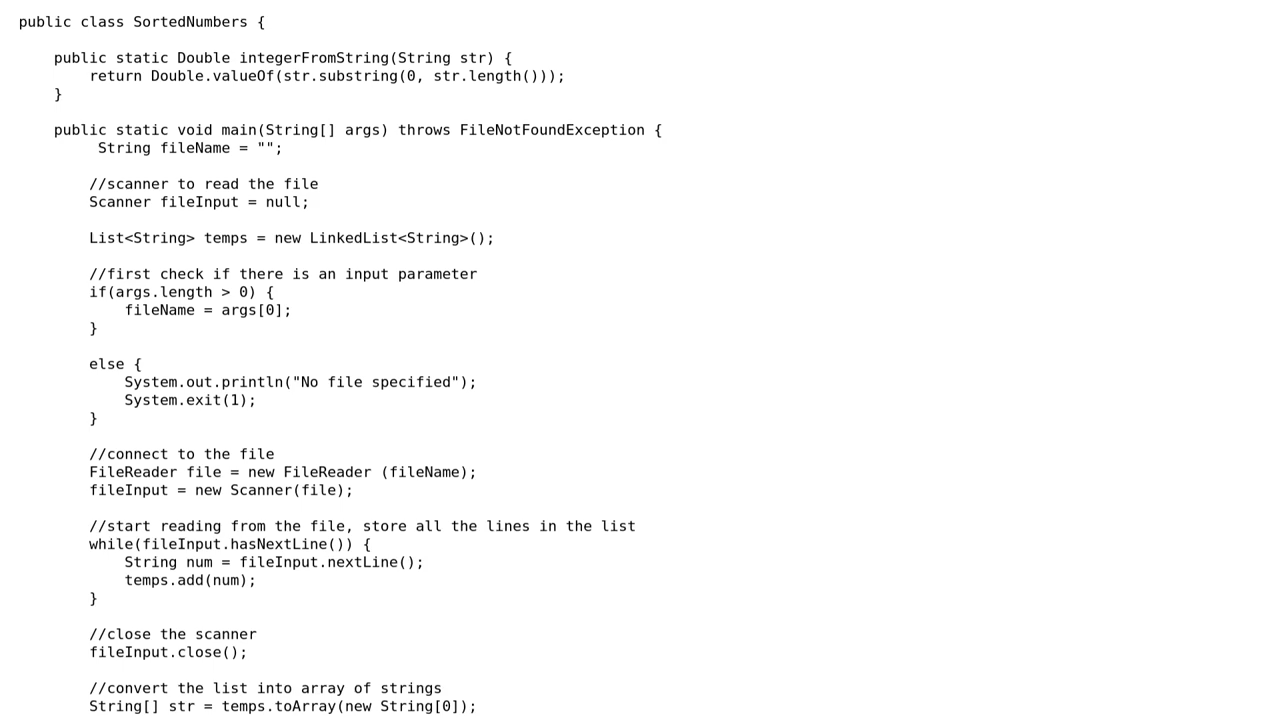 public class SortedNumbers {
    public static Double integerFromString(String str) {
        return Double.valueOf(str.substring(0, str.length()));
    }
    public static void main(String[] args) throws FileNotFoundException {
         String fileName = "";
        //scanner to read the file
        Scanner fileInput = null;
        List<String> temps = new LinkedList<String>();
        //first check if there is an input parameter
        if(args.length > 0) {
            fileName = args[0];
        }
        else {
            System.out.println("No file specified");
            System.exit(1);
        }
        //connect to the file
        FileReader file = new FileReader (fileName);
        fileInput = new Scanner(file);
        //start reading from the file, store all the lines in the list
        while(fileInput.hasNextLine()) {
            String num = fileInput.nextLine();
            temps.add(num);
        }
        //close the scanner
        fileInput.close();
        //convert the list into array of strings
        String[] str = temps.toArray(new String[0]);